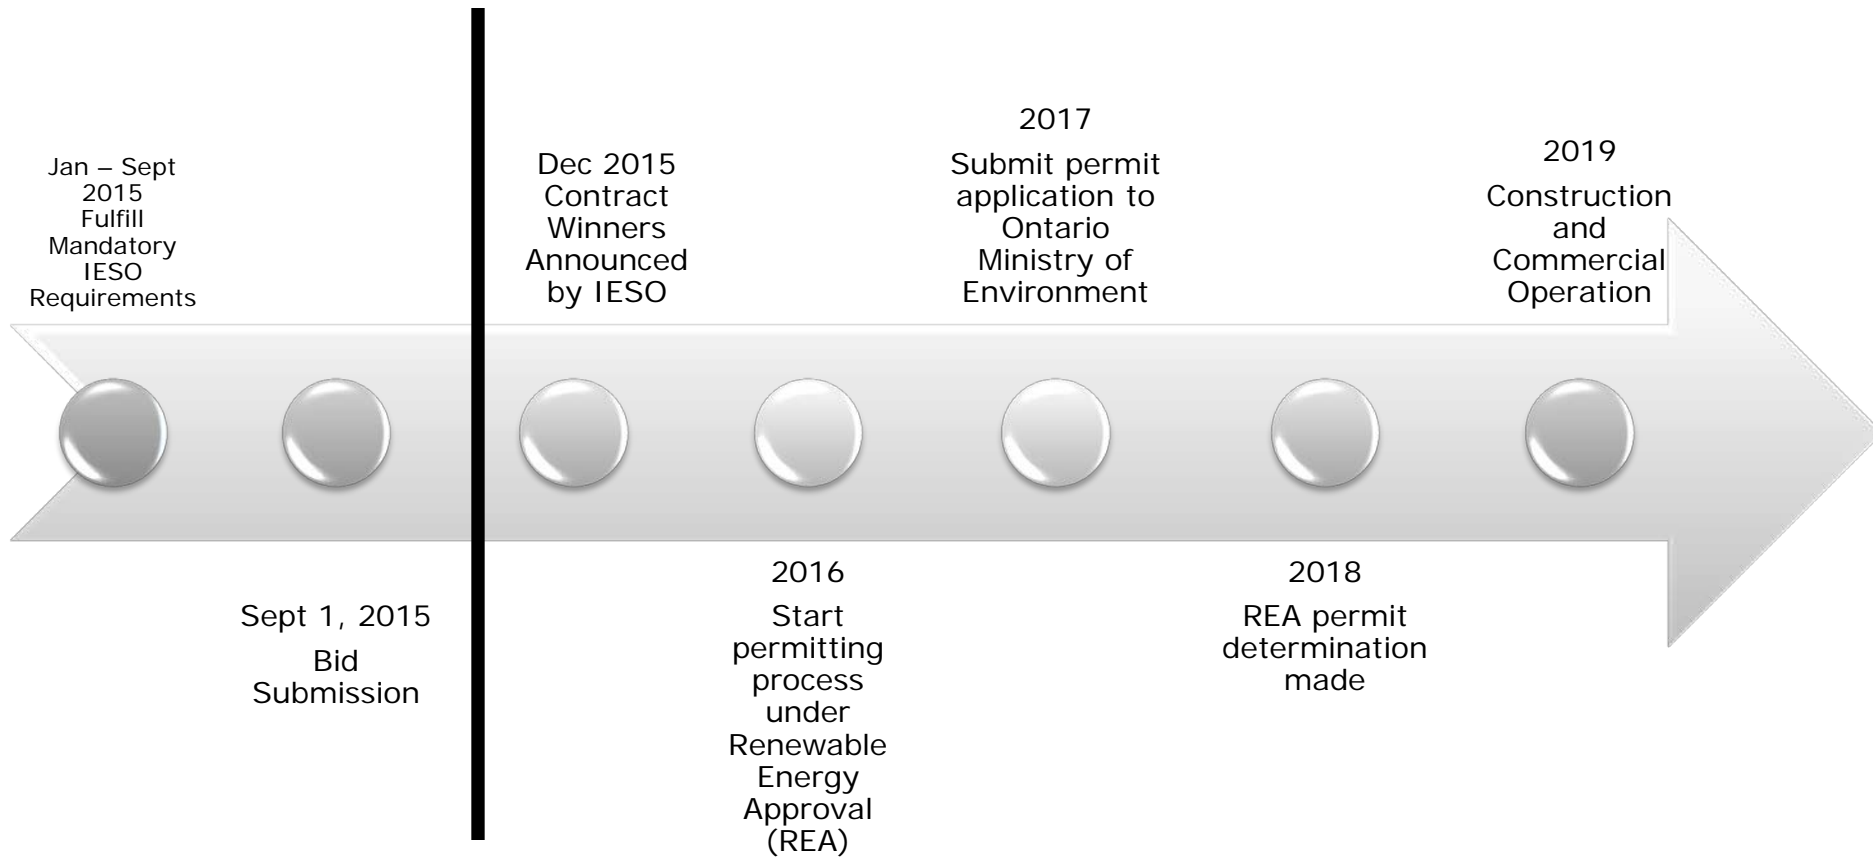 Jan – Sept
2015
Fulfill
Mandatory
IESO
Requirements
Sept 1, 2015
Bid
Submission
Dec 2015
Contract
Winners
Announced
by IESO
2016
Start
permitting
process
under
Renewable
Energy
Approval
(REA)
2017
Submit permit
application to
Ontario
Ministry of
Environment
2018
REA permit
determination
made
2019
Construction
and
Commercial
Operation